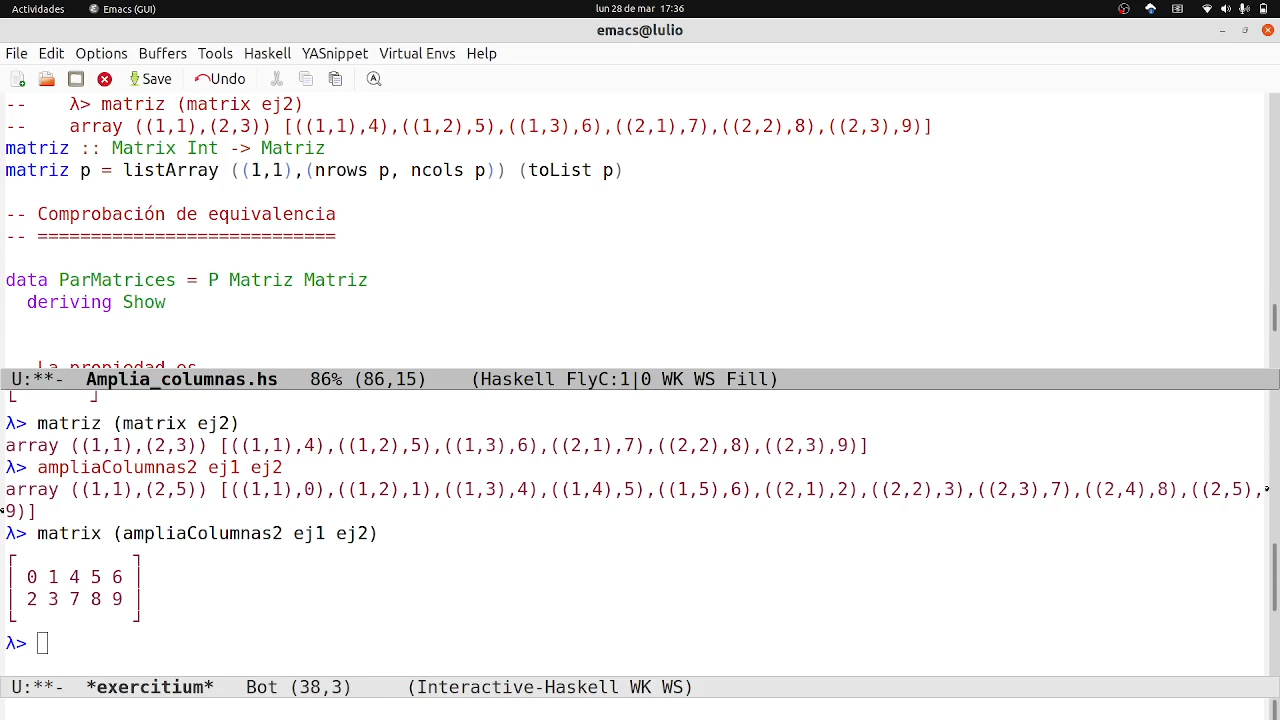 Actividades Emacs (GUI) lun 28 de mar 17:36
emacs@lulio
File Edit Options Buffers Tools Haskell YASnippet Virtual Envs Help
Save Undo
--    λ> matriz (matrix ej2)
--    array ((1,1),(2,3)) [((1,1),4),((1,2),5),((1,3),6),((2,1),7),((2,2),8),((2,3),9)]
matriz :: Matrix Int -> Matriz
matriz p = listArray ((1,1),(nrows p, ncols p)) (toList p)
-- Comprobación de equivalencia
-- ============================
data ParMatrices = P Matriz Matriz
  deriving Show
La propiedad es
U:**-  Amplia_columnas.hs   86% (86,15)    (Haskell FlyC:1|0 WK WS Fill)
λ> matriz (matrix ej2)
array ((1,1),(2,3)) [((1,1),4),((1,2),5),((1,3),6),((2,1),7),((2,2),8),((2,3),9)]
λ> ampliaColumnas2 ej1 ej2
array ((1,1),(2,5)) [((1,1),0),((1,2),1),((1,3),4),((1,4),5),((1,5),6),((2,1),2),((2,2),3),((2,3),7),((2,4),8),((2,5),
9)]
λ> matrix (ampliaColumnas2 ej1 ej2)
┌           ┐
│ 0 1 4 5 6 │
│ 2 3 7 8 9 │
└           ┘
λ>
U:**-  *exercitium*   Bot (38,3)     (Interactive-Haskell WK WS)